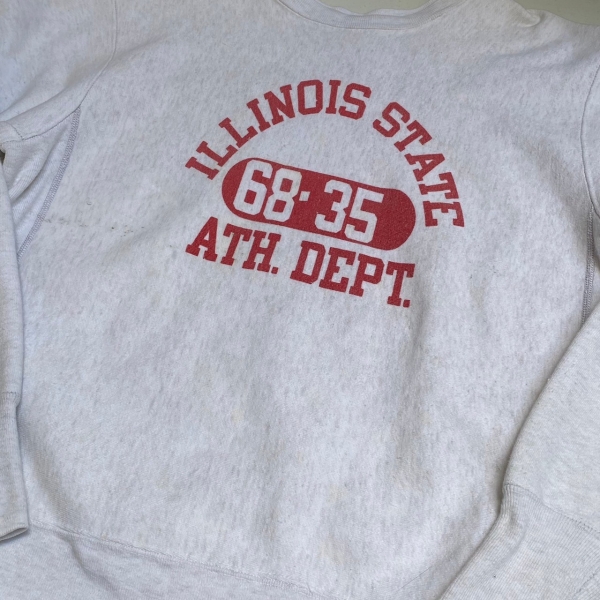 ILLINOIS STATE
68-35
ATH. DEPT.